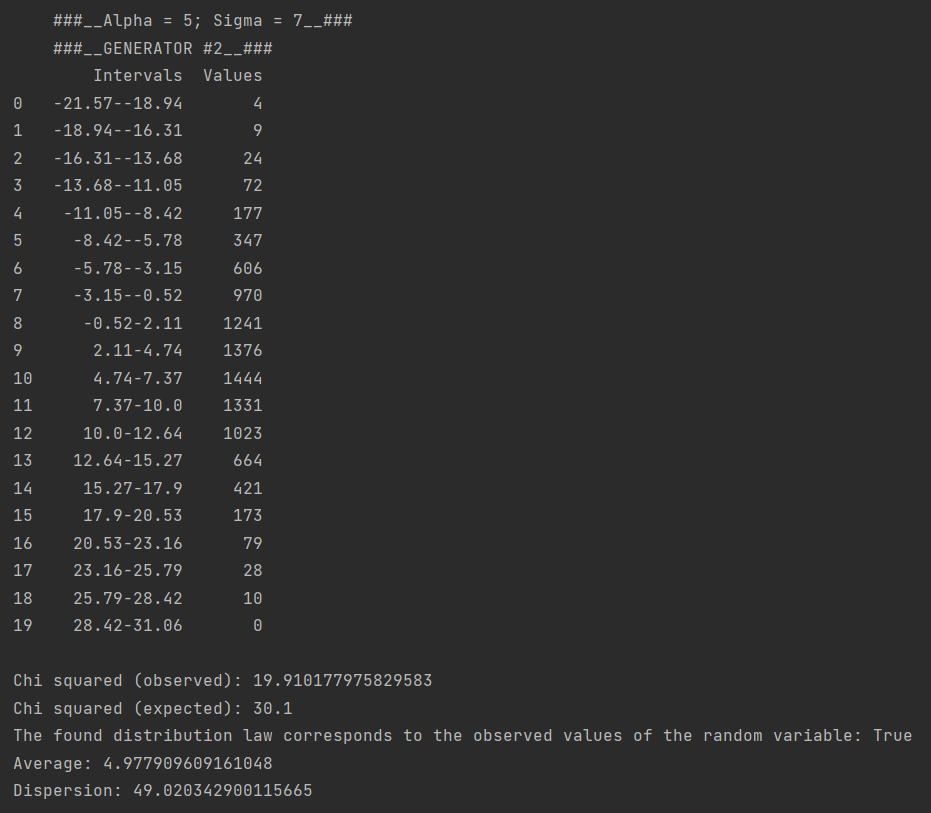 ###__Alpha = 5; Sigma = 7__###
###__GENERATOR #2__###
Intervals  Values
0   -21.57--18.94       4
1   -18.94--16.31       9
2   -16.31--13.68      24
3   -13.68--11.05      72
4    -11.05--8.42     177
5     -8.42--5.78     347
6     -5.78--3.15     606
7     -3.15--0.52     970
8      -0.52-2.11    1241
9       2.11-4.74    1376
10      4.74-7.37    1444
11      7.37-10.0    1331
12     10.0-12.64    1023
13    12.64-15.27     664
14     15.27-17.9     421
15     17.9-20.53     173
16    20.53-23.16      79
17    23.16-25.79      28
18    25.79-28.42      10
19    28.42-31.06       0
Chi squared (observed): 19.910177975829583
Chi squared (expected): 30.1
The found distribution law corresponds to the observed values of the random variable: True
Average: 4.977909609161048
Dispersion: 49.020342900115665